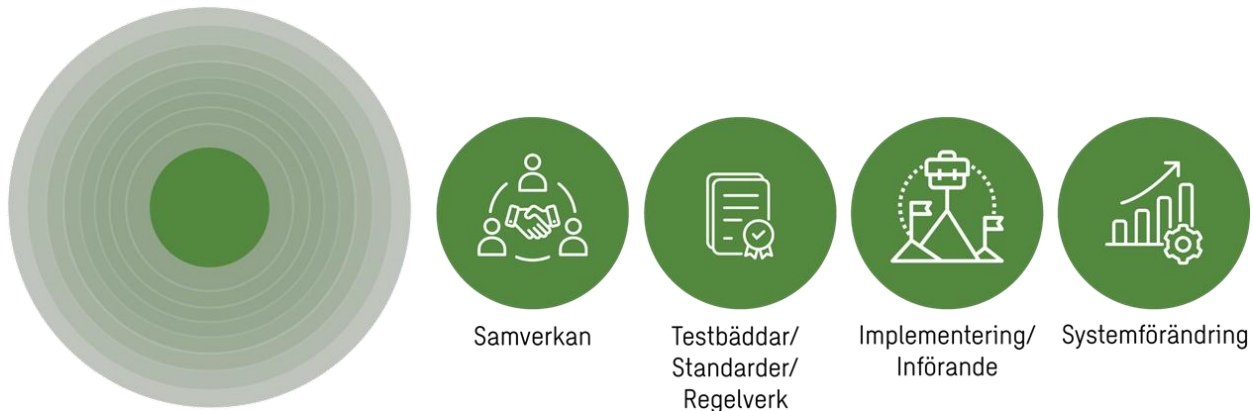 Samverkan
Testbäddar/
Standarder/
Regelverk
Implementering/
Införande
Systemförändring